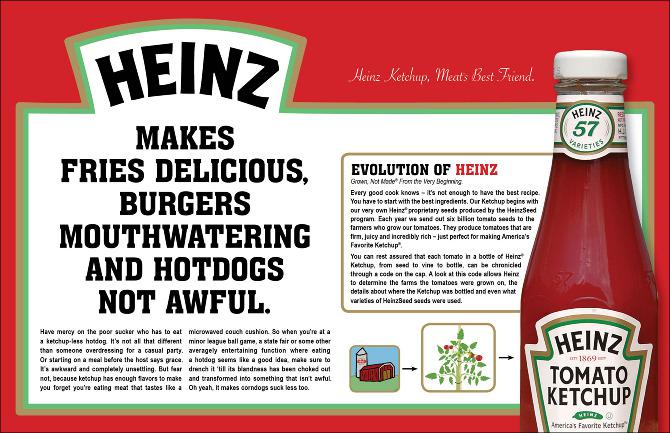 HEINZ
Heinz Ketchup, Meat's Best Friend.
MAKES
FRIES DELICIOUS,
BURGERS
MOUTHWATERING
AND HOTDOGS
NOT AWFUL.
Have mercy on the poor sucker who has to eat
a ketchup-less hotdog. It's not all that different
than someone overdressing for a casual party.
Or starting on a meal before the host says grace.
It's awkward and completely unsettling. But fear
not, because ketchup has enough flavors to make
you forget you're eating meat that tastes like a
microwaved couch cushion. So when you're at a
minor league ball game, a state fair or some other
averagely entertaining function where eating
a hotdog seems like a good idea, make sure to
drench it 'till its blandness has been choked out
and transformed into something that isn't awful.
Oh yeah, it makes corndogs suck less too.
EVOLUTION OF HEINZ
Grown, Not Made® From the Very Beginning
Every good cook knows – it's not enough to have the best recipe.
You have to start with the best ingredients. Our Ketchup begins with
our very own Heinz® proprietary seeds produced by the HeinzSeed
program. Each year we send out six billion tomato seeds to the
farmers who grow our tomatoes. They produce tomatoes that are
firm, juicy and incredibly rich – just perfect for making America's
Favorite Ketchup®.
You can rest assured that each tomato in a bottle of Heinz®
Ketchup, from seed to vine to bottle, can be chronicled
through a code on the cap. A look at this code allows Heinz
to determine the farms the tomatoes were grown on, the
details about where the Ketchup was bottled and even what
varieties of HeinzSeed seeds were used.
HEINZ
57
VARIETIES
HEINZ
EST 1869
TOMATO
KETCHUP
HEINZ
America's Favorite Ketchup